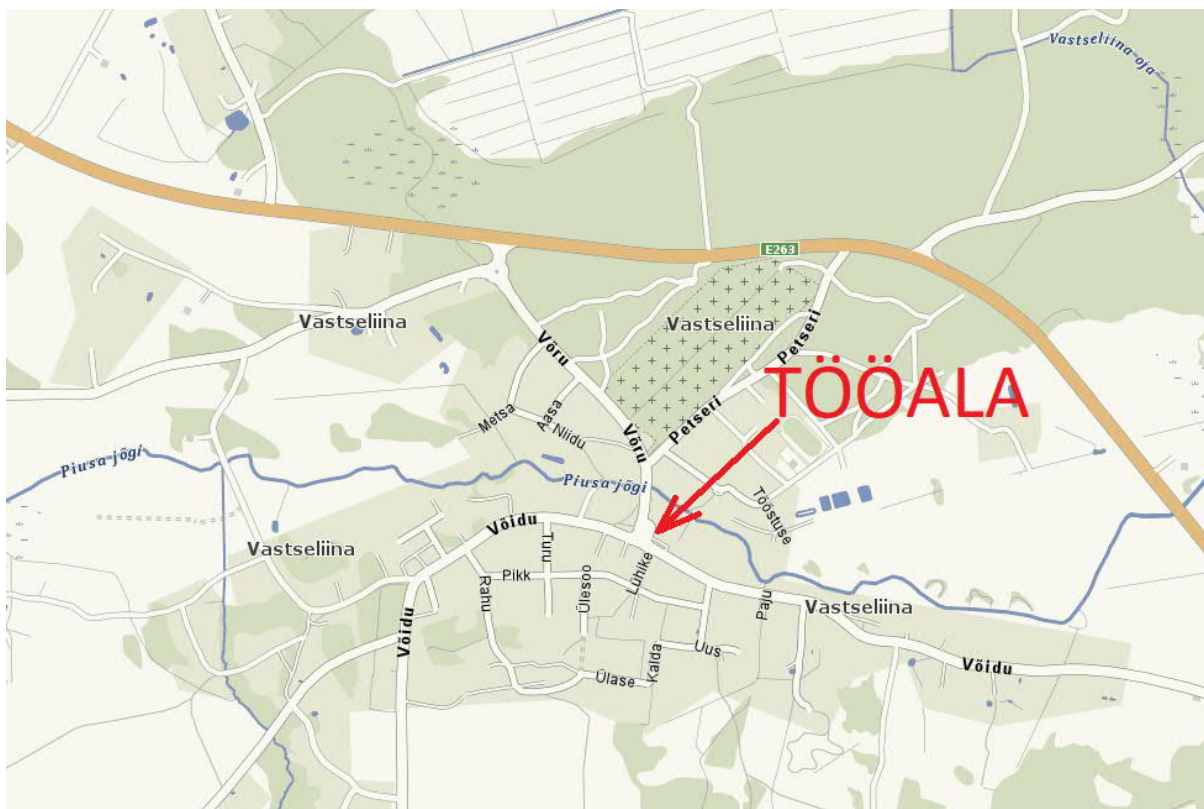 Vastseliina oja
E263
Vastseliina
Vastseliina
Petseri
Võru
TÖÖALA
Metsa
Aasa
Niidu
Võru
Petseri
Piusa jõgi
Piusa jõgi
Tööstuse
Võidu
Turu
Vastseliina
Pikk
Rahu
Ülesoo
Lühike
Paju
Vastseliina
Võidu
Kalda
Uus
Võidu
Ülase